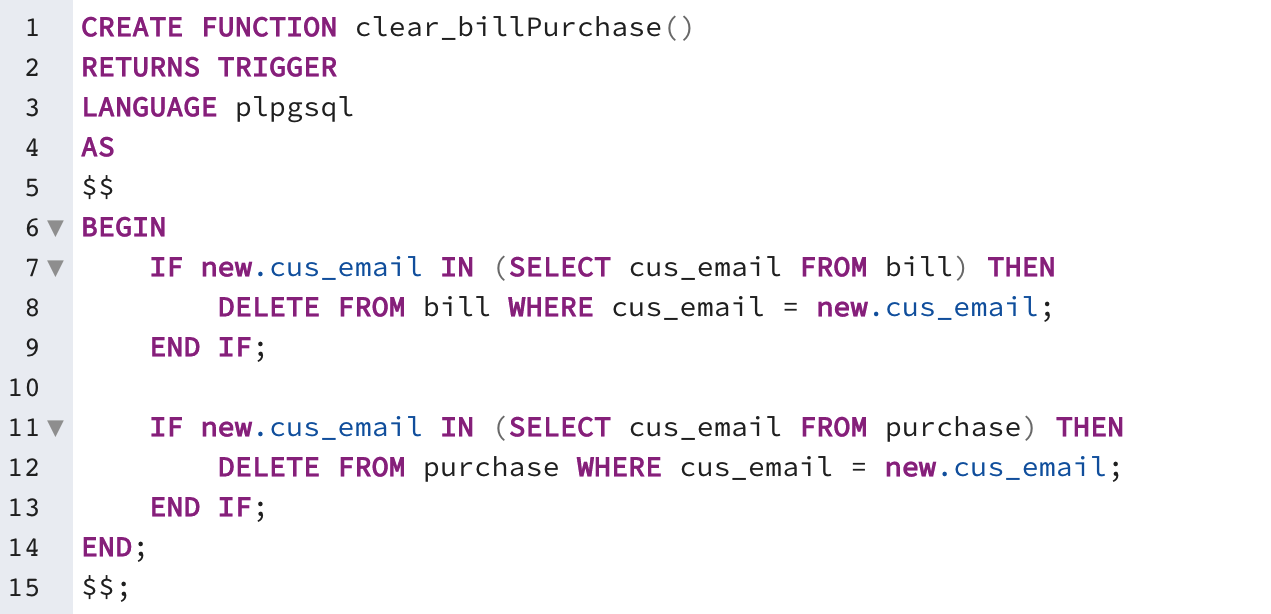 1 CREATE FUNCTION clear_billPurchase()
2 RETURNS TRIGGER
3 LANGUAGE plpgsql
4 AS
5 $$
6 ▼ BEGIN
7 ▼     IF new.cus_email IN (SELECT cus_email FROM bill) THEN
8         DELETE FROM bill WHERE cus_email = new.cus_email;
9     END IF;
10
11 ▼     IF new.cus_email IN (SELECT cus_email FROM purchase) THEN
12         DELETE FROM purchase WHERE cus_email = new.cus_email;
13     END IF;
14 END;
15 $$;